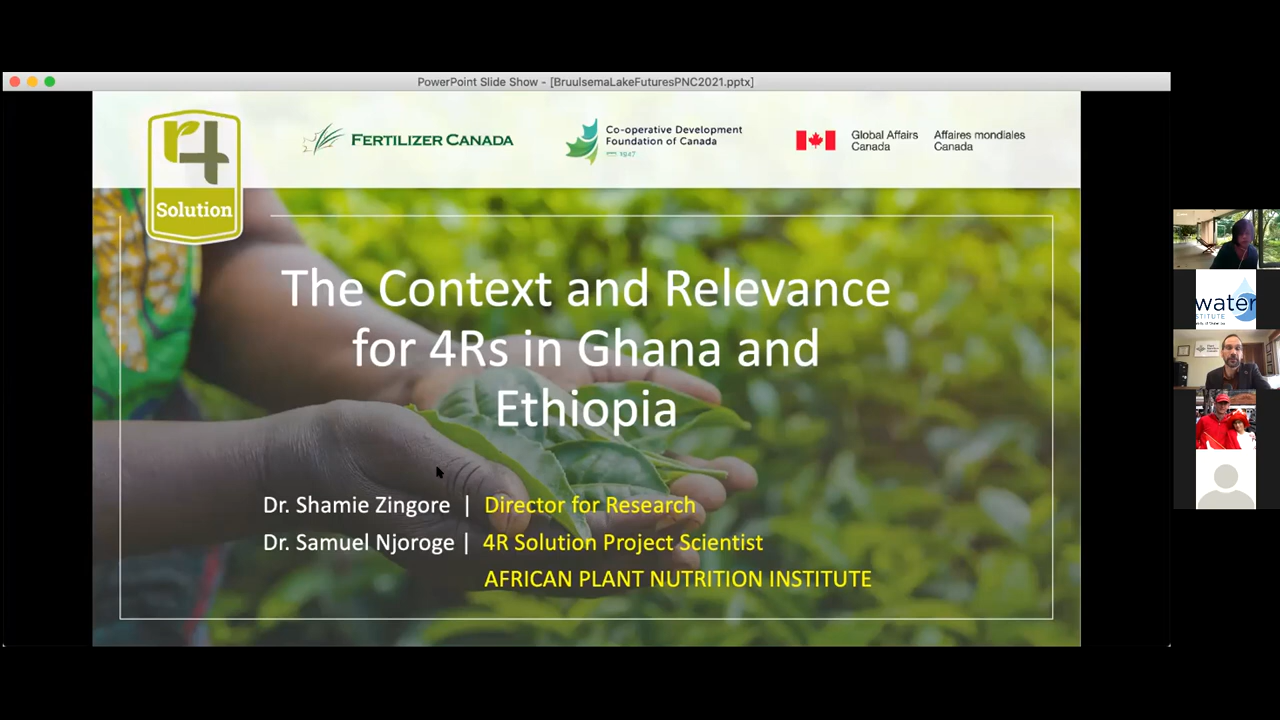 PowerPoint Slide Show - [BruulsemaLakeFuturesPNC2021.pptx]
r4
Solution
FERTILIZER CANADA
Co-operative Development
Foundation of Canada
1947
Global Affairs
Canada
Affaires mondiales
Canada
The Context and Relevance
for 4Rs in Ghana and
Ethiopia
Dr. Shamie Zingore | Director for Research
Dr. Samuel Njoroge | 4R Solution Project Scientist
AFRICAN PLANT NUTRITION INSTITUTE
water